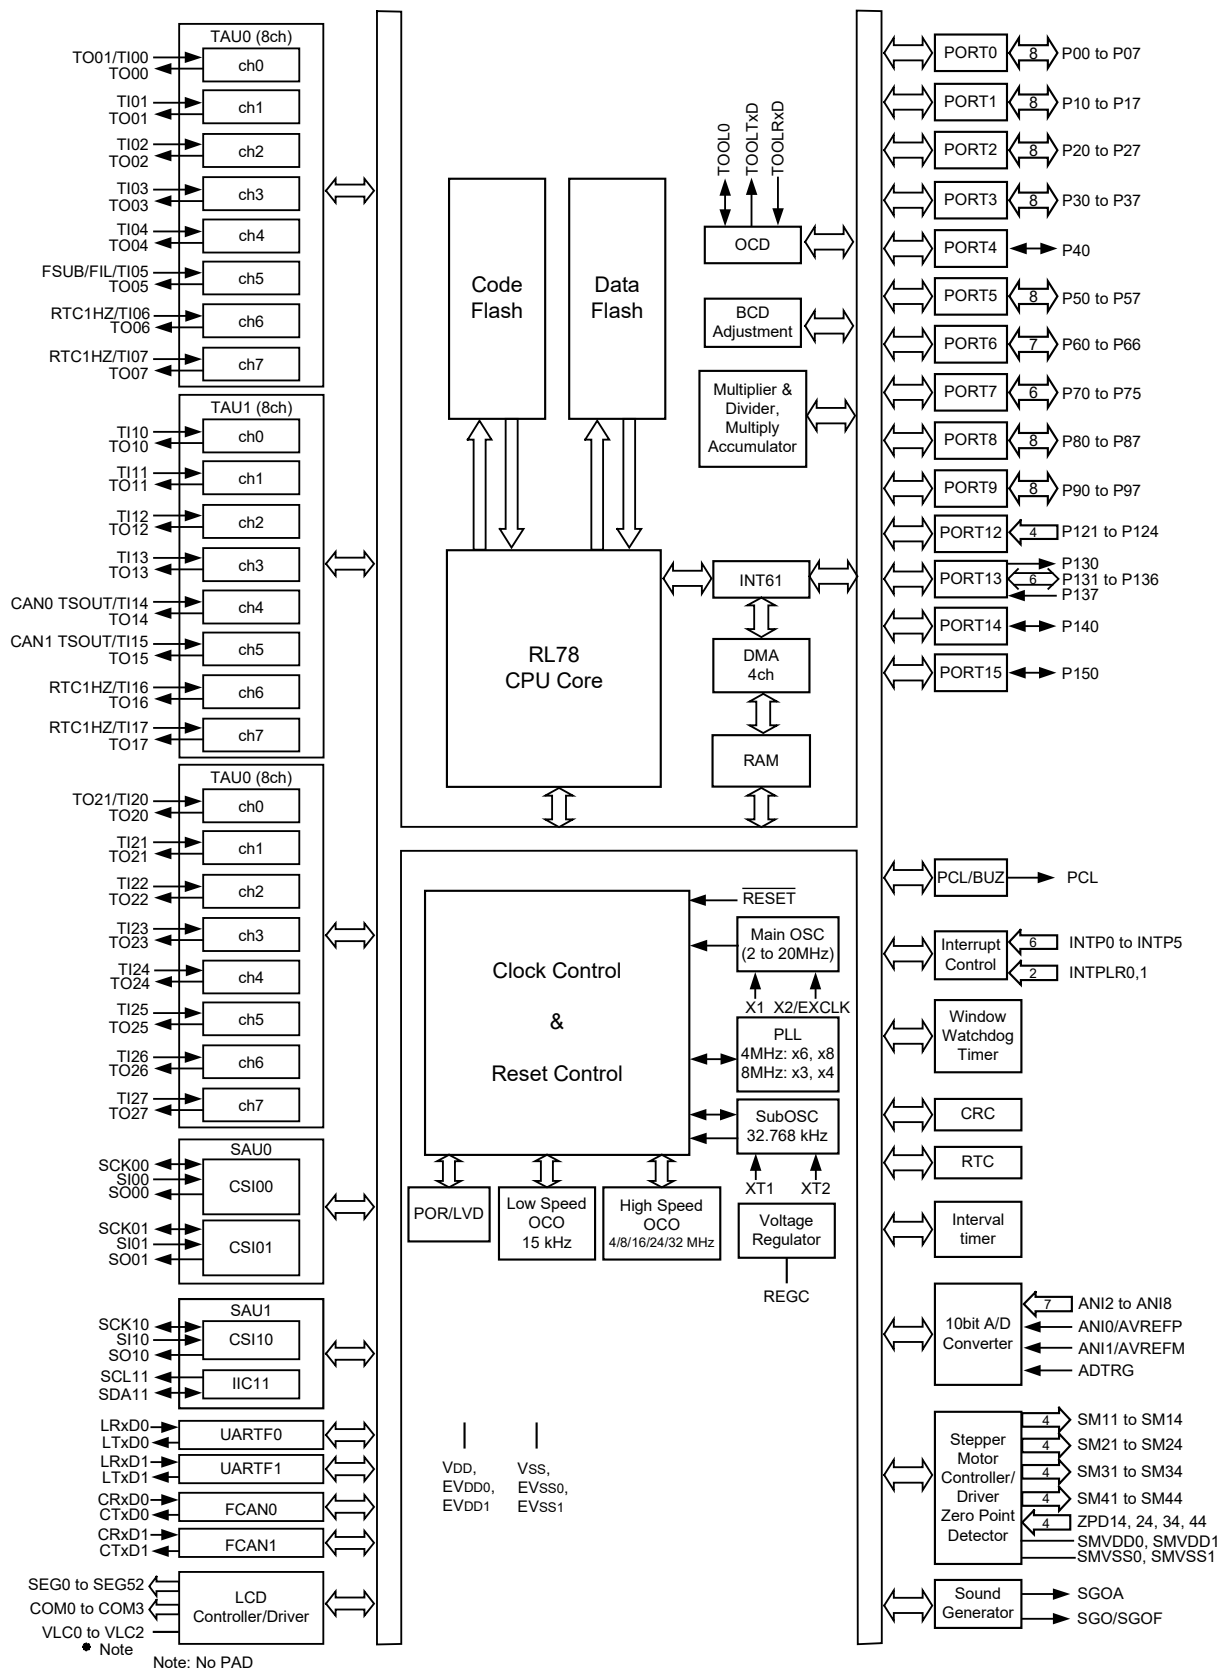 TAU0 (8ch)
TO01/TI00
TO00
ch0
TI01
TO01
ch1
TI02
TO02
ch2
TI03
TO03
ch3
TI04
TO04
ch4
FSUB/FIL/TI05
TO05
ch5
RTC1HZ/TI06
TO06
ch6
RTC1HZ/TI07
TO07
ch7
TAU1 (8ch)
TI10
TO10
ch0
TI11
TO11
ch1
TI12
TO12
ch2
TI13
TO13
ch3
CAN0 TSOUT/TI14
TO14
ch4
CAN1 TSOUT/TI15
TO15
ch5
RTC1HZ/TI16
TO16
ch6
RTC1HZ/TI17
TO17
ch7
TAU0 (8ch)
TO21/TI20
TO20
ch0
TI21
TO21
ch1
TI22
TO22
ch2
TI23
TO23
ch3
TI24
TO24
ch4
TI25
TO25
ch5
TI26
TO26
ch6
TI27
TO27
ch7
SAU0
SCK00
SI00
SO00
CSI00
SCK01
SI01
SO01
CSI01
SAU1
SCK10
SI10
SO10
CSI10
SCL11
SDA11
IIC11
LRxD0
LTxD0
UARTF0
LRxD1
LTxD1
UARTF1
CRxD0
CTxD0
FCAN0
CRxD1
CTxD1
FCAN1
SEG0 to SEG52
COM0 to COM3
VLC0 to VLC2
● Note
LCD
Controller/Driver
Note: No PAD
Code
Flash
Data
Flash
TOOL0
TOOLTxD
TOOLRxD
OCD
BCD
Adjustment
Multiplier &
Divider,
Multiply
Accumulator
RL78
CPU Core
INT61
DMA
4ch
RAM
Clock Control
&
Reset Control
RESET
Main OSC
(2 to 20MHz)
X1 X2/EXCLK
PLL
4MHz: x6, x8
8MHz: x3, x4
SubOSC
32.768 kHz
XT1 XT2
POR/LVD
Low Speed
OCO
15 kHz
High Speed
OCO
4/8/16/24/32 MHz
Voltage
Regulator
REGC
VDD,
EVDD0,
EVDD1
VSS,
EVSS0,
EVSS1
PORT0 8 P00 to P07
PORT1 8 P10 to P17
PORT2 8 P20 to P27
PORT3 8 P30 to P37
PORT4 P40
PORT5 8 P50 to P57
PORT6 7 P60 to P66
PORT7 6 P70 to P75
PORT8 8 P80 to P87
PORT9 8 P90 to P97
PORT12 4 P121 to P124
P130
PORT13 6 P131 to P136
P137
PORT14 P140
PORT15 P150
PCL/BUZ PCL
Interrupt
Control
6 INTP0 to INTP5
2 INTPLR0,1
Window
Watchdog
Timer
CRC
RTC
Interval
timer
10bit A/D
Converter
7 ANI2 to ANI8
ANI0/AVREFP
ANI1/AVREFM
ADTRG
Stepper
Motor
Controller/
Driver
Zero Point
Detector
4 SM11 to SM14
4 SM21 to SM24
4 SM31 to SM34
4 SM41 to SM44
4 ZPD14, 24, 34, 44
SMVDD0, SMVDD1
SMVSS0, SMVSS1
Sound
Generator
SGOA
SGO/SGOF